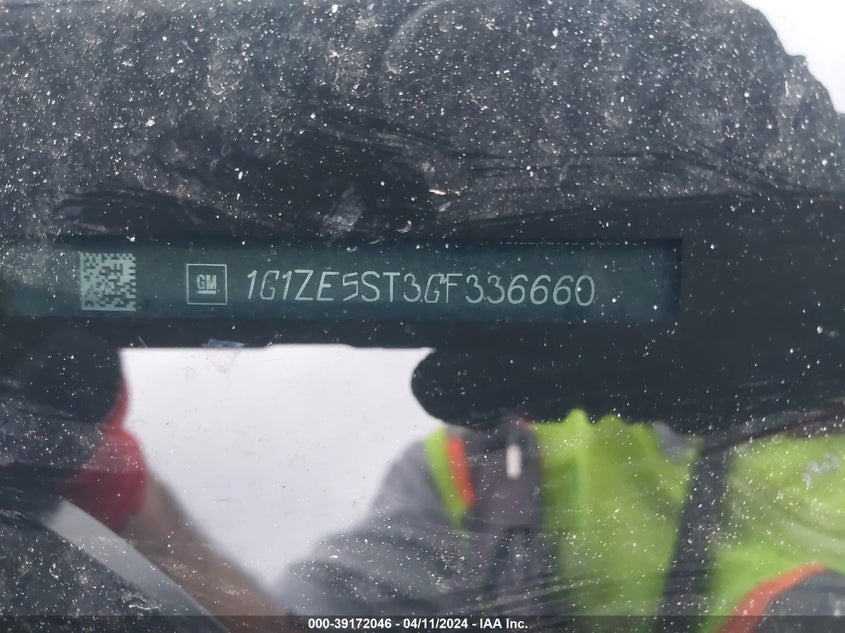 GM 1G1ZE5ST3GF336660
000-39172046 - 04/11/2024 - IAA Inc.